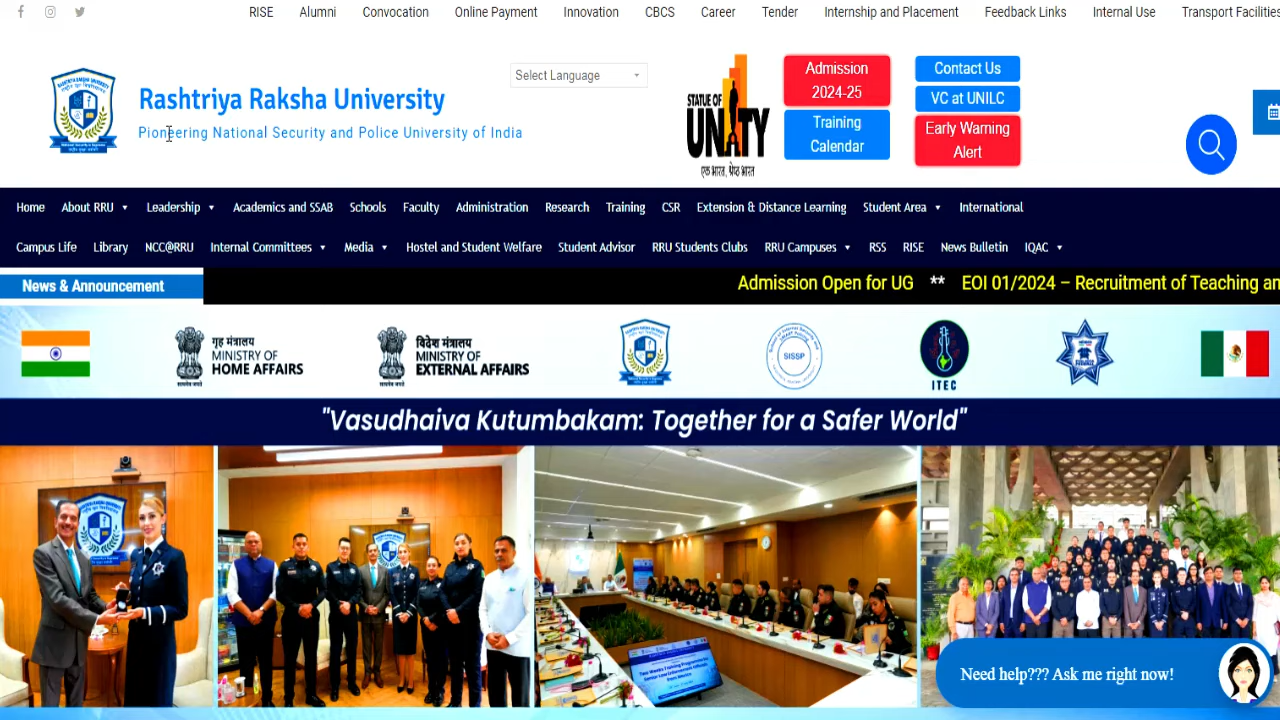 RISE Alumni Convocation Online Payment Innovation CBCS Career Tender Internship and Placement Feedback Links Internal Use Transport Facilities
Select Language
Rashtriya Raksha University
Pioneering National Security and Police University of India
STATUE OF
UNITY
एक भारत, श्रेष्ठ भारत
Admission
2024-25
Training
Calendar
Contact Us
VC at UNILC
Early Warning
Alert
Home About RRU Leadership Academics and SSAB Schools Faculty Administration Research Training CSR Extension & Distance Learning Student Area International
Campus Life Library NCC@RRU Internal Committees Media Hostel and Student Welfare Student Advisor RRU Students Clubs RRU Campuses RSS RISE News Bulletin IQAC
News & Announcement
Admission Open for UG ** EOI 01/2024 – Recruitment of Teaching an
गृह मंत्रालय
MINISTRY OF
HOME AFFAIRS
विदेश मंत्रालय
MINISTRY OF
EXTERNAL AFFAIRS
SISSP
ITEC
"Vasudhaiva Kutumbakam: Together for a Safer World"
Need help??? Ask me right now!